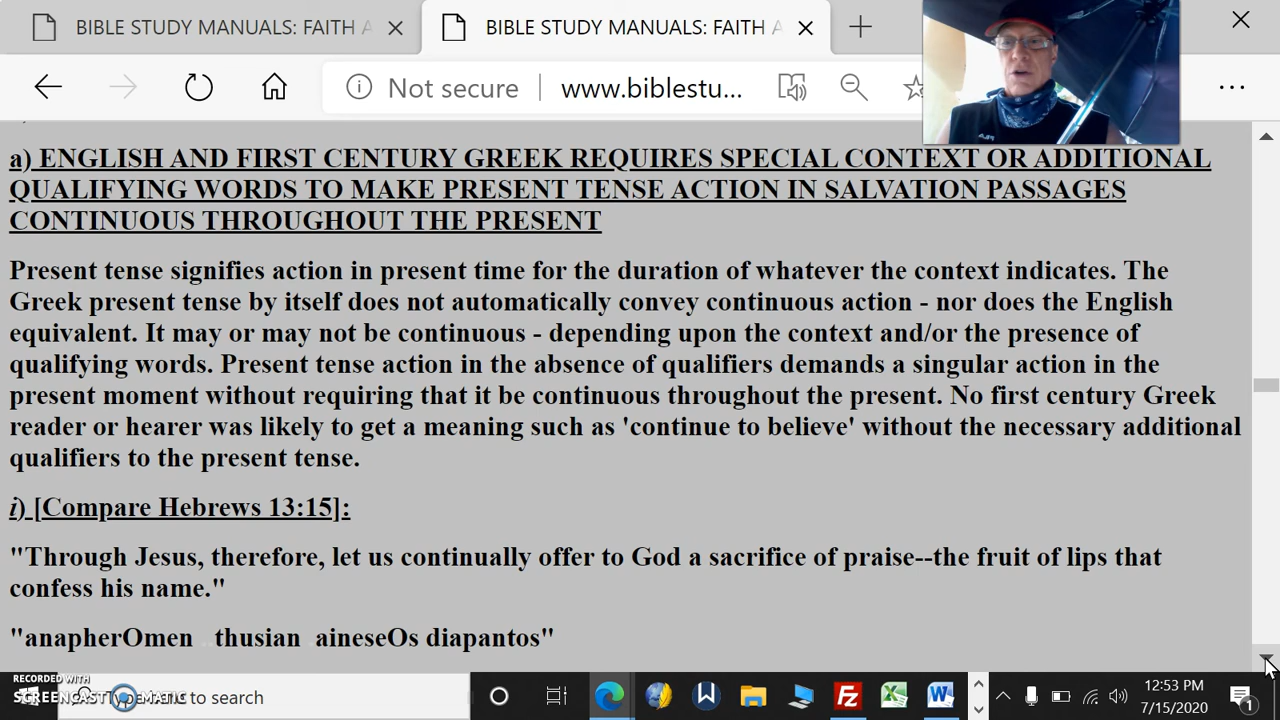 BIBLE STUDY MANUALS: FAITH A
BIBLE STUDY MANUALS: FAITH A
Not secure
www.biblestu...
a) ENGLISH AND FIRST CENTURY GREEK REQUIRES SPECIAL CONTEXT OR ADDITIONAL
QUALIFYING WORDS TO MAKE PRESENT TENSE ACTION IN SALVATION PASSAGES
CONTINUOUS THROUGHOUT THE PRESENT
Present tense signifies action in present time for the duration of whatever the context indicates. The
Greek present tense by itself does not automatically convey continuous action - nor does the English
equivalent. It may or may not be continuous - depending upon the context and/or the presence of
qualifying words. Present tense action in the absence of qualifiers demands a singular action in the
present moment without requiring that it be continuous throughout the present. No first century Greek
reader or hearer was likely to get a meaning such as 'continue to believe' without the necessary additional
qualifiers to the present tense.
i) [Compare Hebrews 13:15]:
"Through Jesus, therefore, let us continually offer to God a sacrifice of praise--the fruit of lips that
confess his name."
"anapherOmen ..thusian .aineseOs diapantos"
RECORDED WITH
SCREENCAST MATIC
to search
12:53 PM
7/15/2020
1